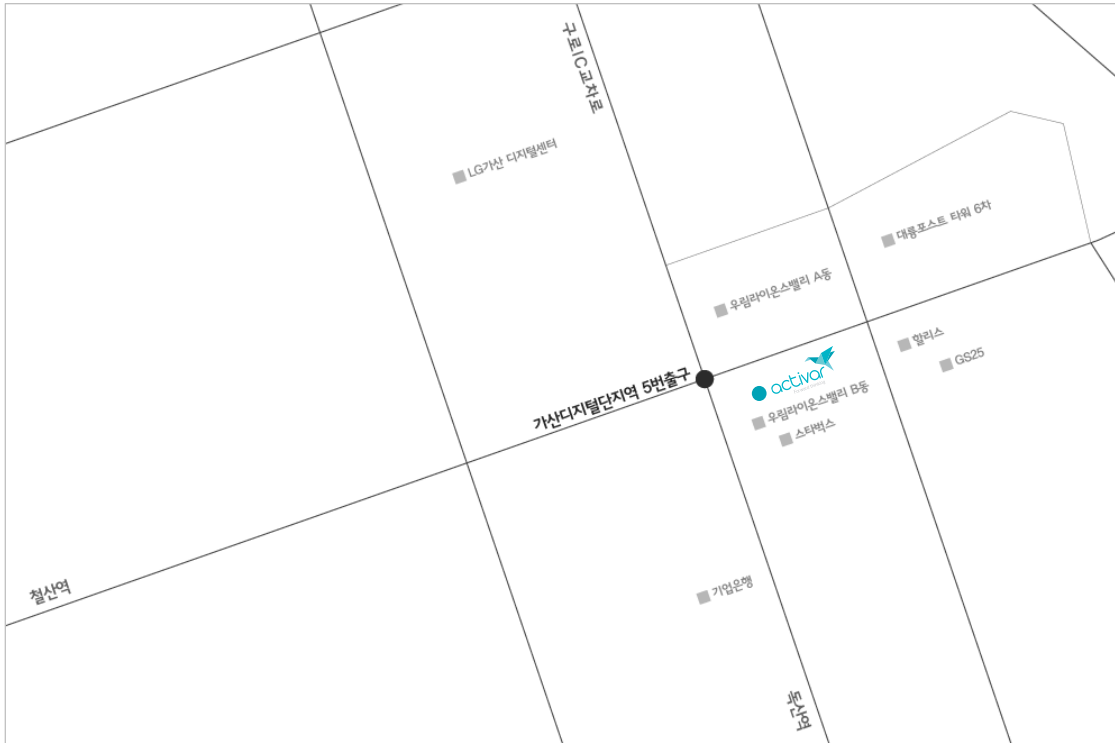 구로IC교차로
LG가산 디지털센터
대륭포스트 타워 6차
우림라이온스밸리 A동
할리스
GS25
activar
가산디지털단지역 5번출구
우림라이온스밸리 B동
스타벅스
철산역
기업은행
독산역